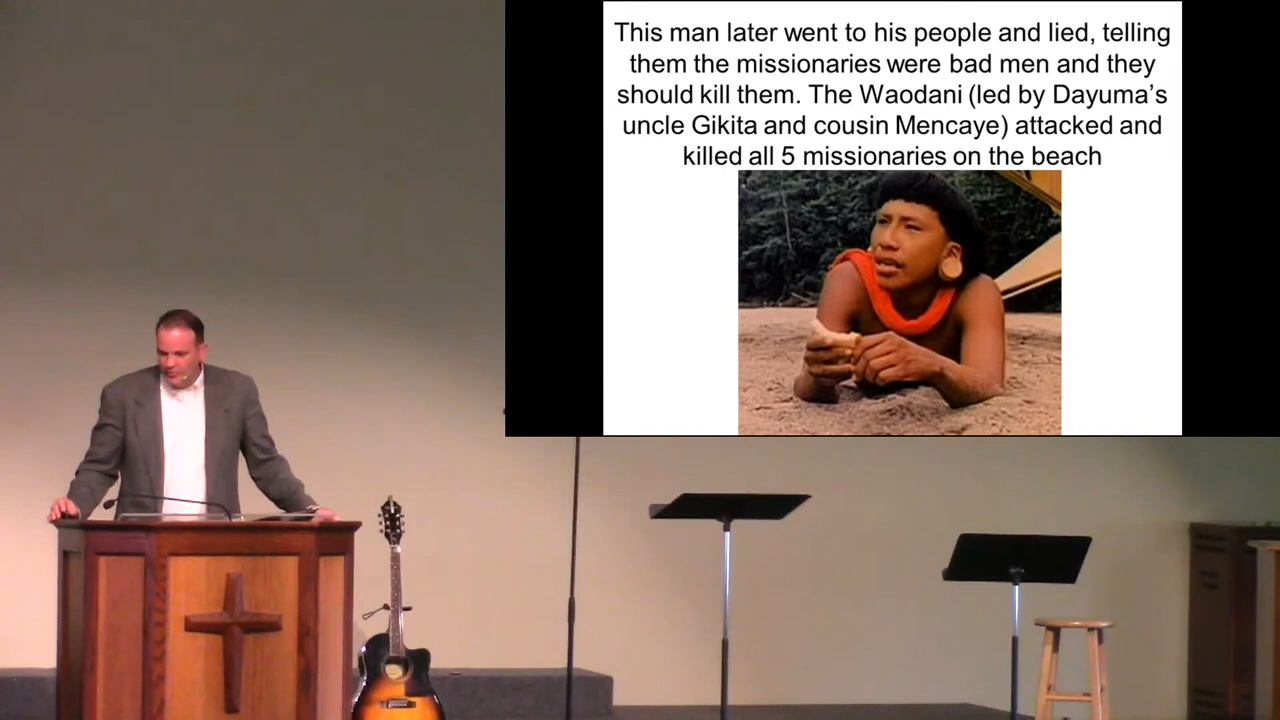 This man later went to his people and lied, telling
them the missionaries were bad men and they
should kill them. The Waodani (led by Dayuma's
uncle Gikita and cousin Mencaye) attacked and
killed all 5 missionaries on the beach